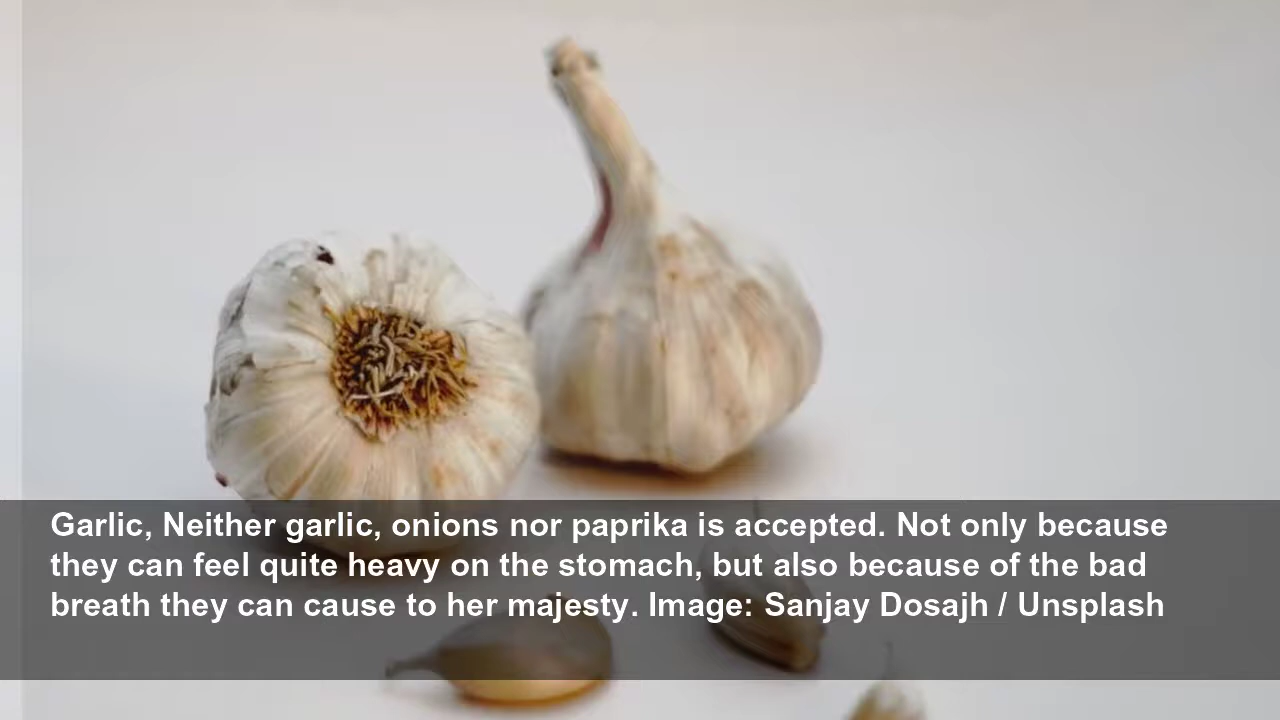 Garlic, Neither garlic, onions nor paprika is accepted. Not only because
they can feel quite heavy on the stomach, but also because of the bad
breath they can cause to her majesty. Image: Sanjay Dosajh / Unsplash